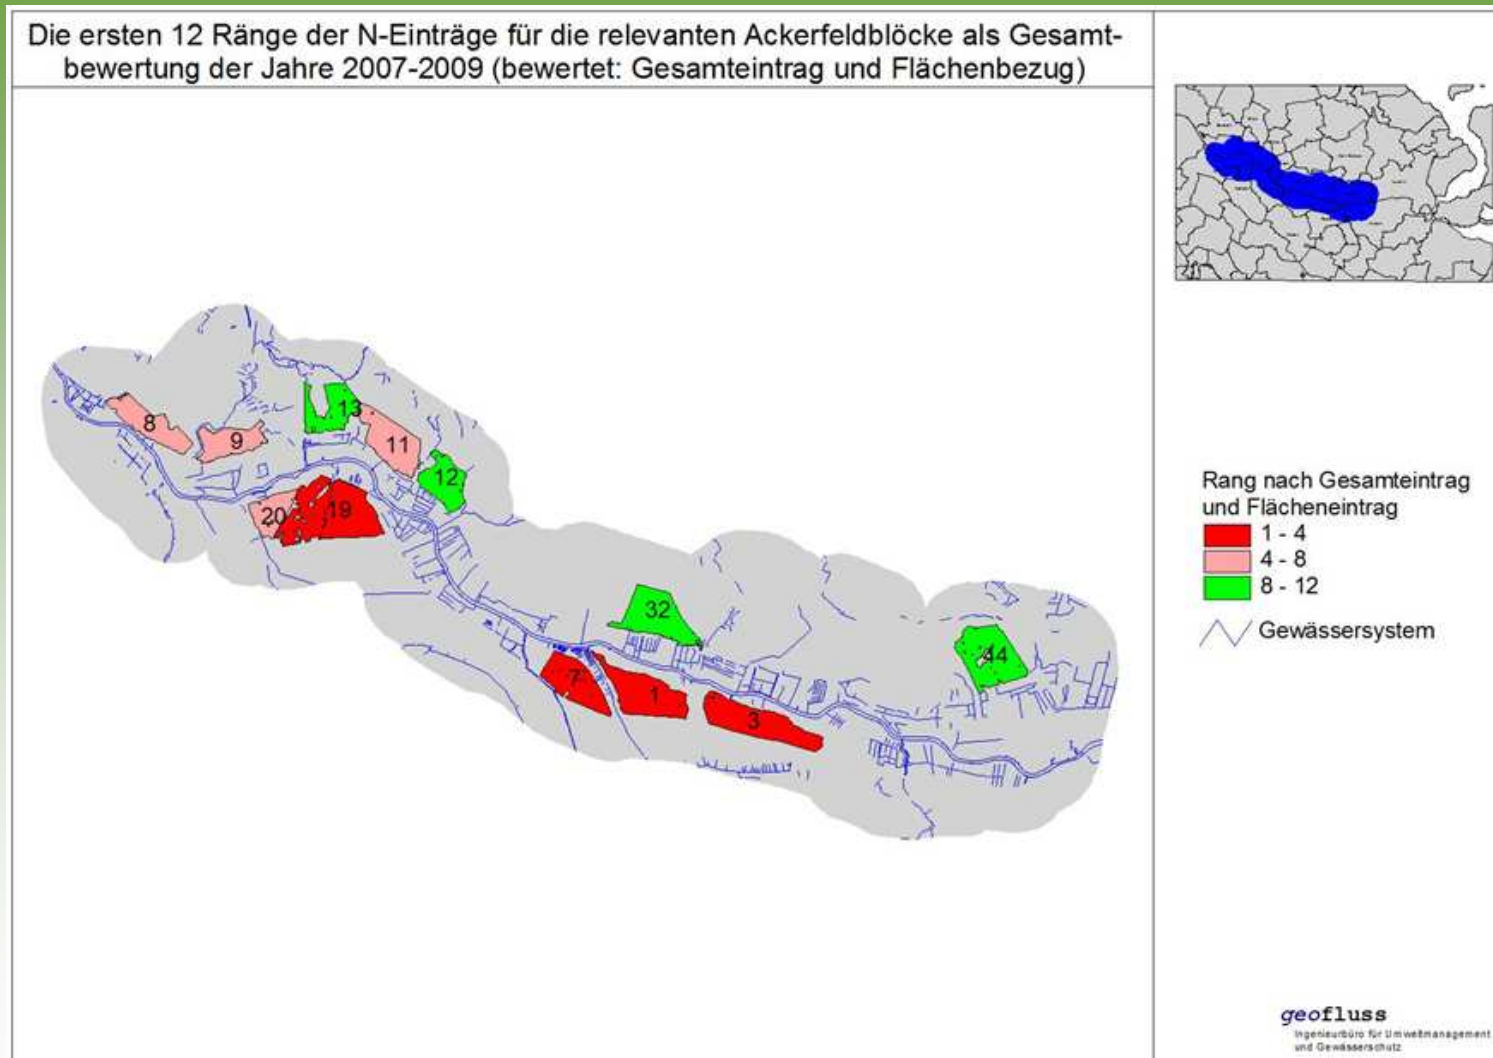 Die ersten 12 Ränge der N-Einträge für die relevanten Ackerfeldblöcke als Gesamt-
bewertung der Jahre 2007-2009 (bewertet: Gesamteintrag und Flächenbezug)
8
9
13
11
12
20
19
32
44
7
1
3
Rang nach Gesamteintrag
und Flächeneintrag
1 - 4
4 - 8
8 - 12
Gewässersystem
geofluss
Ingenieurbüro für Umweltmanagement
und Gewässerschutz